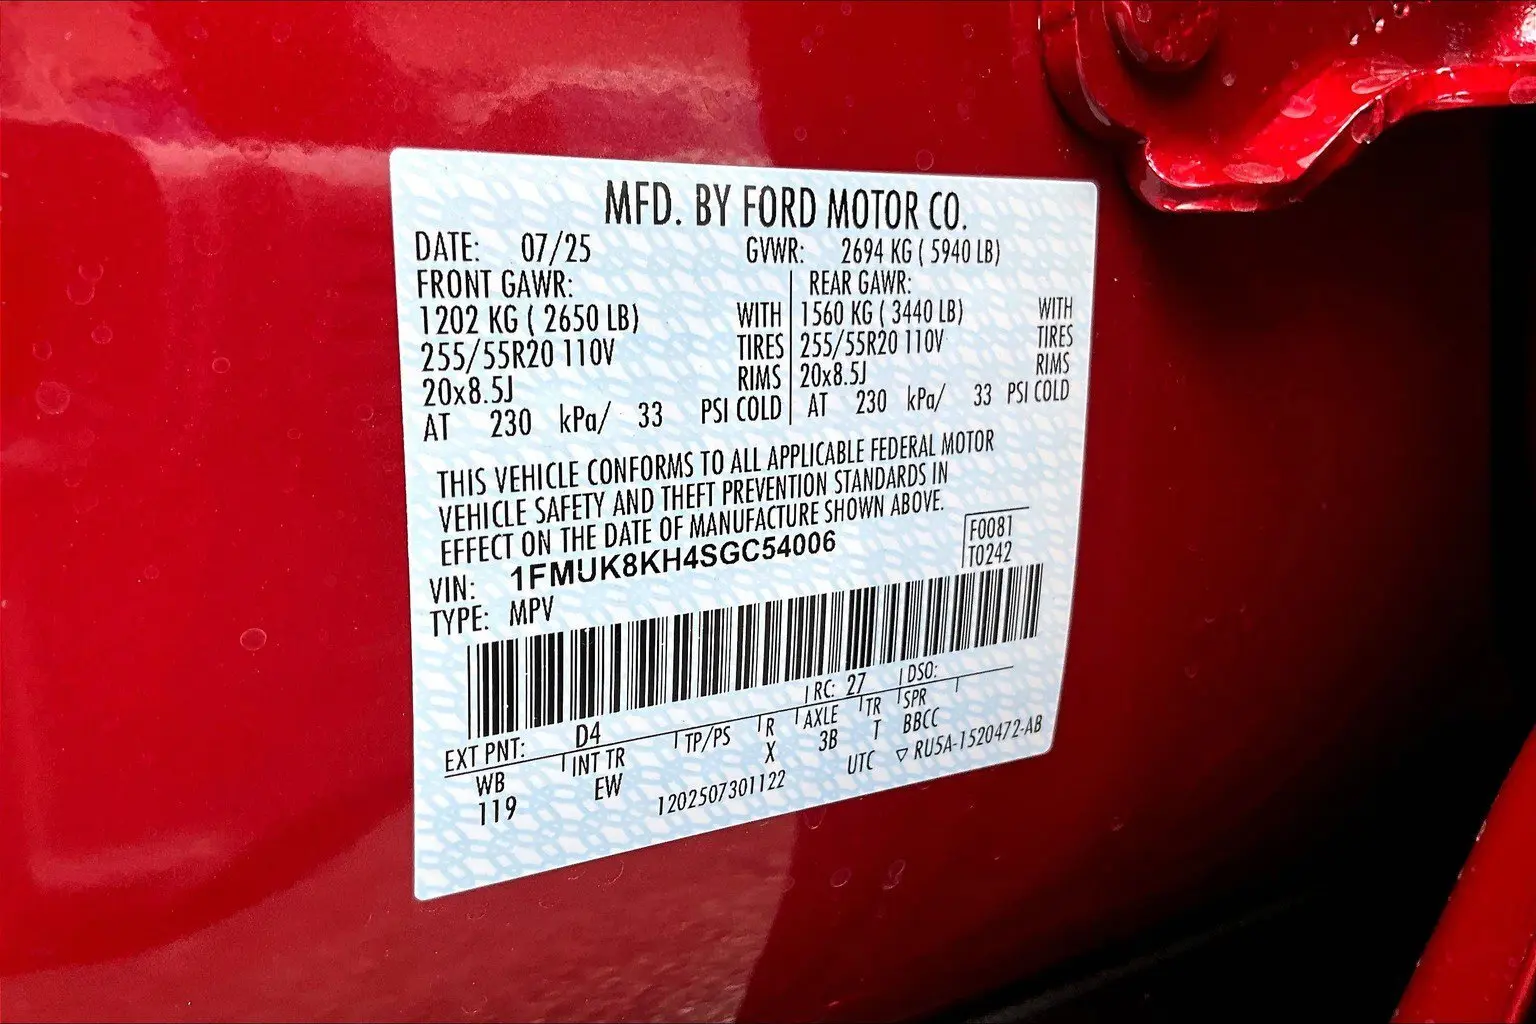 MFD. BY FORD MOTOR CO.
DATE: 07/25 GVWR: 2694 KG ( 5940 LB)
FRONT GAWR: REAR GAWR:
1202 KG ( 2650 LB) WITH 1560 KG ( 3440 LB) WITH
255/55R20 110V TIRES 255/55R20 110V TIRES
20x8.5J RIMS 20x8.5J RIMS
AT 230 kPa/ 33 PSI COLD AT 230 kPa/ 33 PSI COLD
THIS VEHICLE CONFORMS TO ALL APPLICABLE FEDERAL MOTOR
VEHICLE SAFETY AND THEFT PREVENTION STANDARDS IN
EFFECT ON THE DATE OF MANUFACTURE SHOWN ABOVE.
F0081
T0242
VIN: 1FMUK8KH4SGC54006
TYPE: MPV
EXT PNT: D4 RC: 27 DSO:
WB INT TR TP/PS R AXLE TR SPR
119 EW X 3B T BBCC
1202507301122 UTC ▽ RU5A-1520472-AB